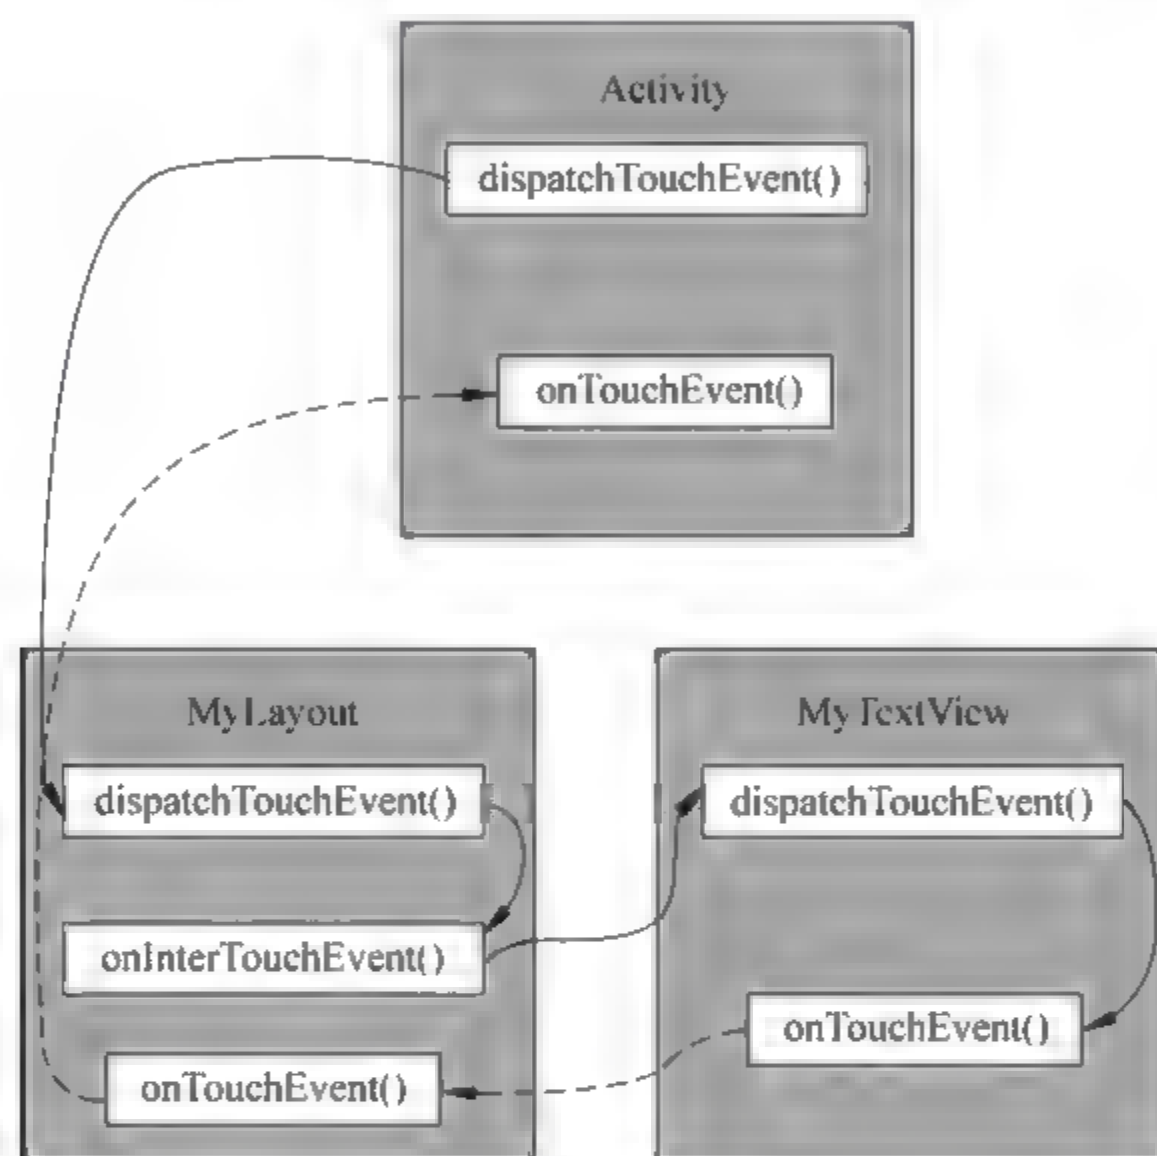 Activity
dispatchTouchEvent()
onTouchEvent()
MyLayout
dispatchTouchEvent()
onInterTouchEvent()
onTouchEvent()
MyTextView
dispatchTouchEvent()
onTouchEvent()